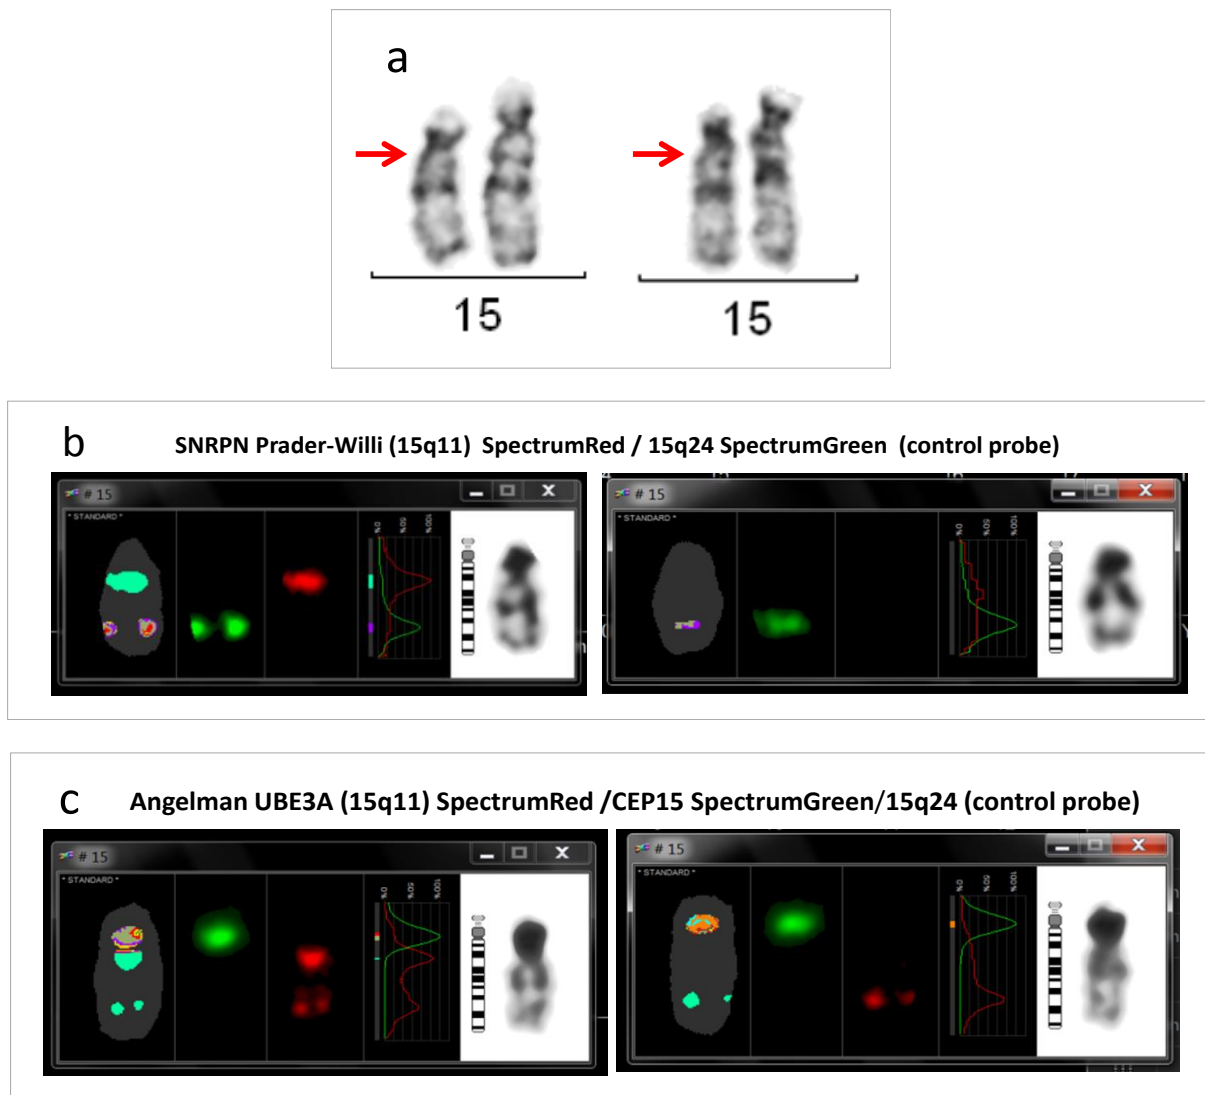 a
15
15
b
SNRPN Prader-Willi (15q11) SpectrumRed / 15q24 SpectrumGreen (control probe)
# 15
* STANDARD *
0%
50%
100%
# 15
* STANDARD *
0%
50%
100%
c
Angelman UBE3A (15q11) SpectrumRed /CEP15 SpectrumGreen/15q24 (control probe)
# 15
* STANDARD *
0%
50%
100%
# 15
* STANDARD *
0%
50%
100%